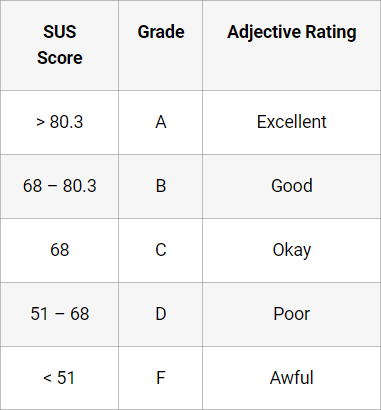 SUS Grade Adjective Rating
Score
> 80.3 A Excellent
68 – 80.3 B Good
68 C Okay
51 – 68 D Poor
< 51 F Awful